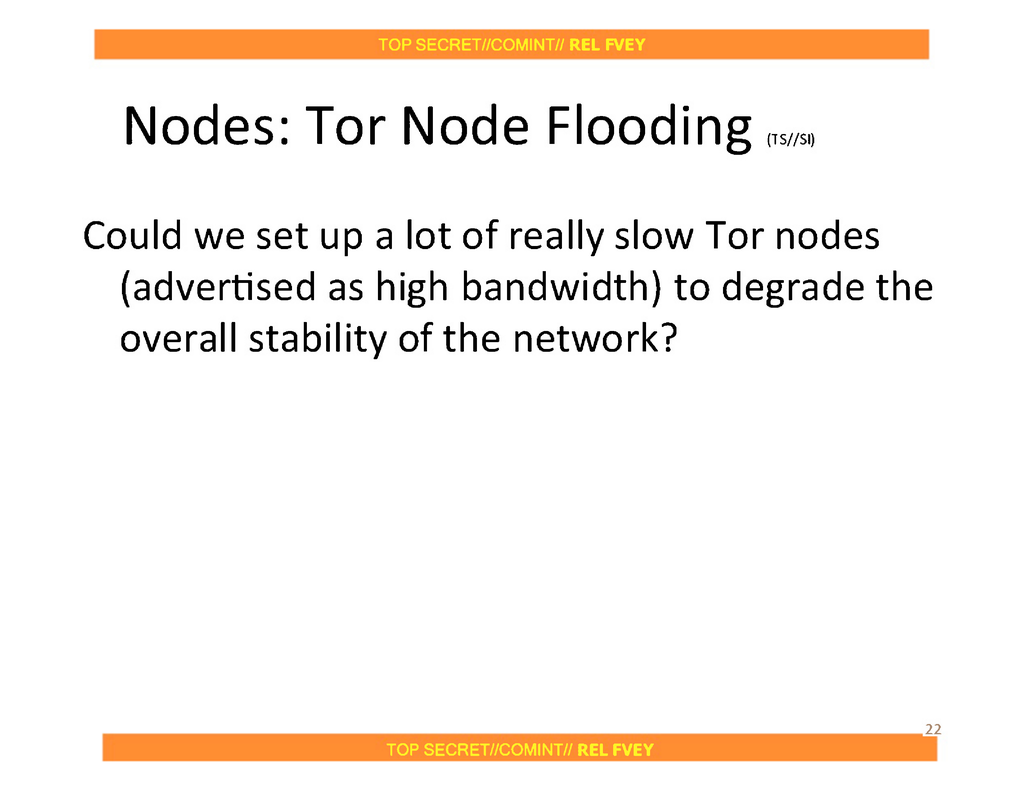 TOP SECRET//COMINT// REL FVEY
Nodes: Tor Node Flooding (TS//SI)
Could we set up a lot of really slow Tor nodes
(advertised as high bandwidth) to degrade the
overall stability of the network?
22
TOP SECRET//COMINT// REL FVEY